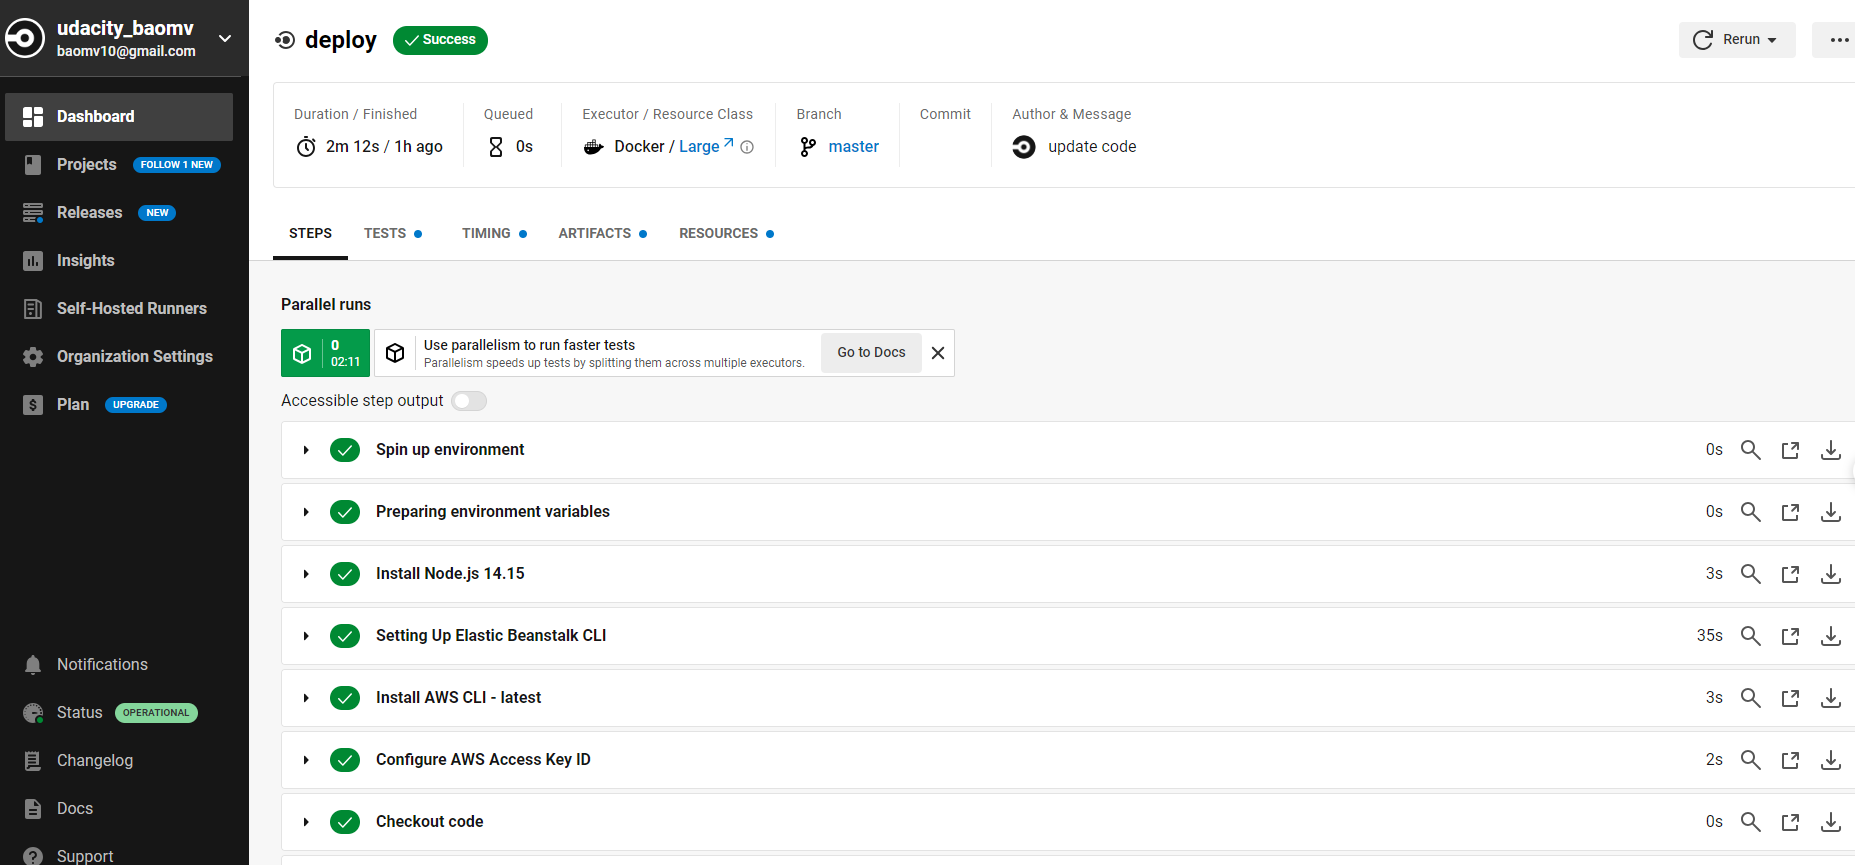 udacity_baomv
baomv10@gmail.com
Dashboard
Projects FOLLOW 1 NEW
Releases NEW
Insights
Self-Hosted Runners
Organization Settings
Plan UPGRADE
Notifications
Status OPERATIONAL
Changelog
Docs
Support
deploy Success
Rerun
Duration / Finished
2m 12s / 1h ago
Queued
0s
Executor / Resource Class
Docker / Large
Branch
master
Commit
Author & Message
update code
STEPS TESTS TIMING ARTIFACTS RESOURCES
Parallel runs
0
02:11
Use parallelism to run faster tests
Parallelism speeds up tests by splitting them across multiple executors.
Go to Docs
Accessible step output
Spin up environment 0s
Preparing environment variables 0s
Install Node.js 14.15 3s
Setting Up Elastic Beanstalk CLI 35s
Install AWS CLI - latest 3s
Configure AWS Access Key ID 2s
Checkout code 0s